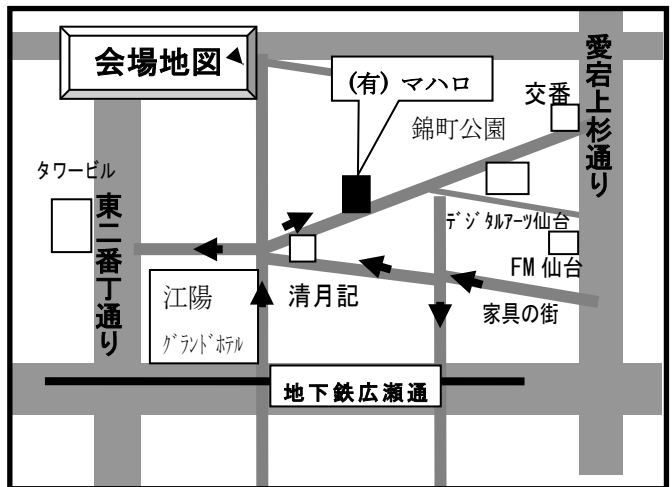 会場地図
(有) マハロ
愛宕上杉通り
交番
錦町公園
タワービル
東二番丁通り
デジタルアーツ仙台
FM 仙台
江陽
グランドホテル
清月記
家具の街
地下鉄広瀬通